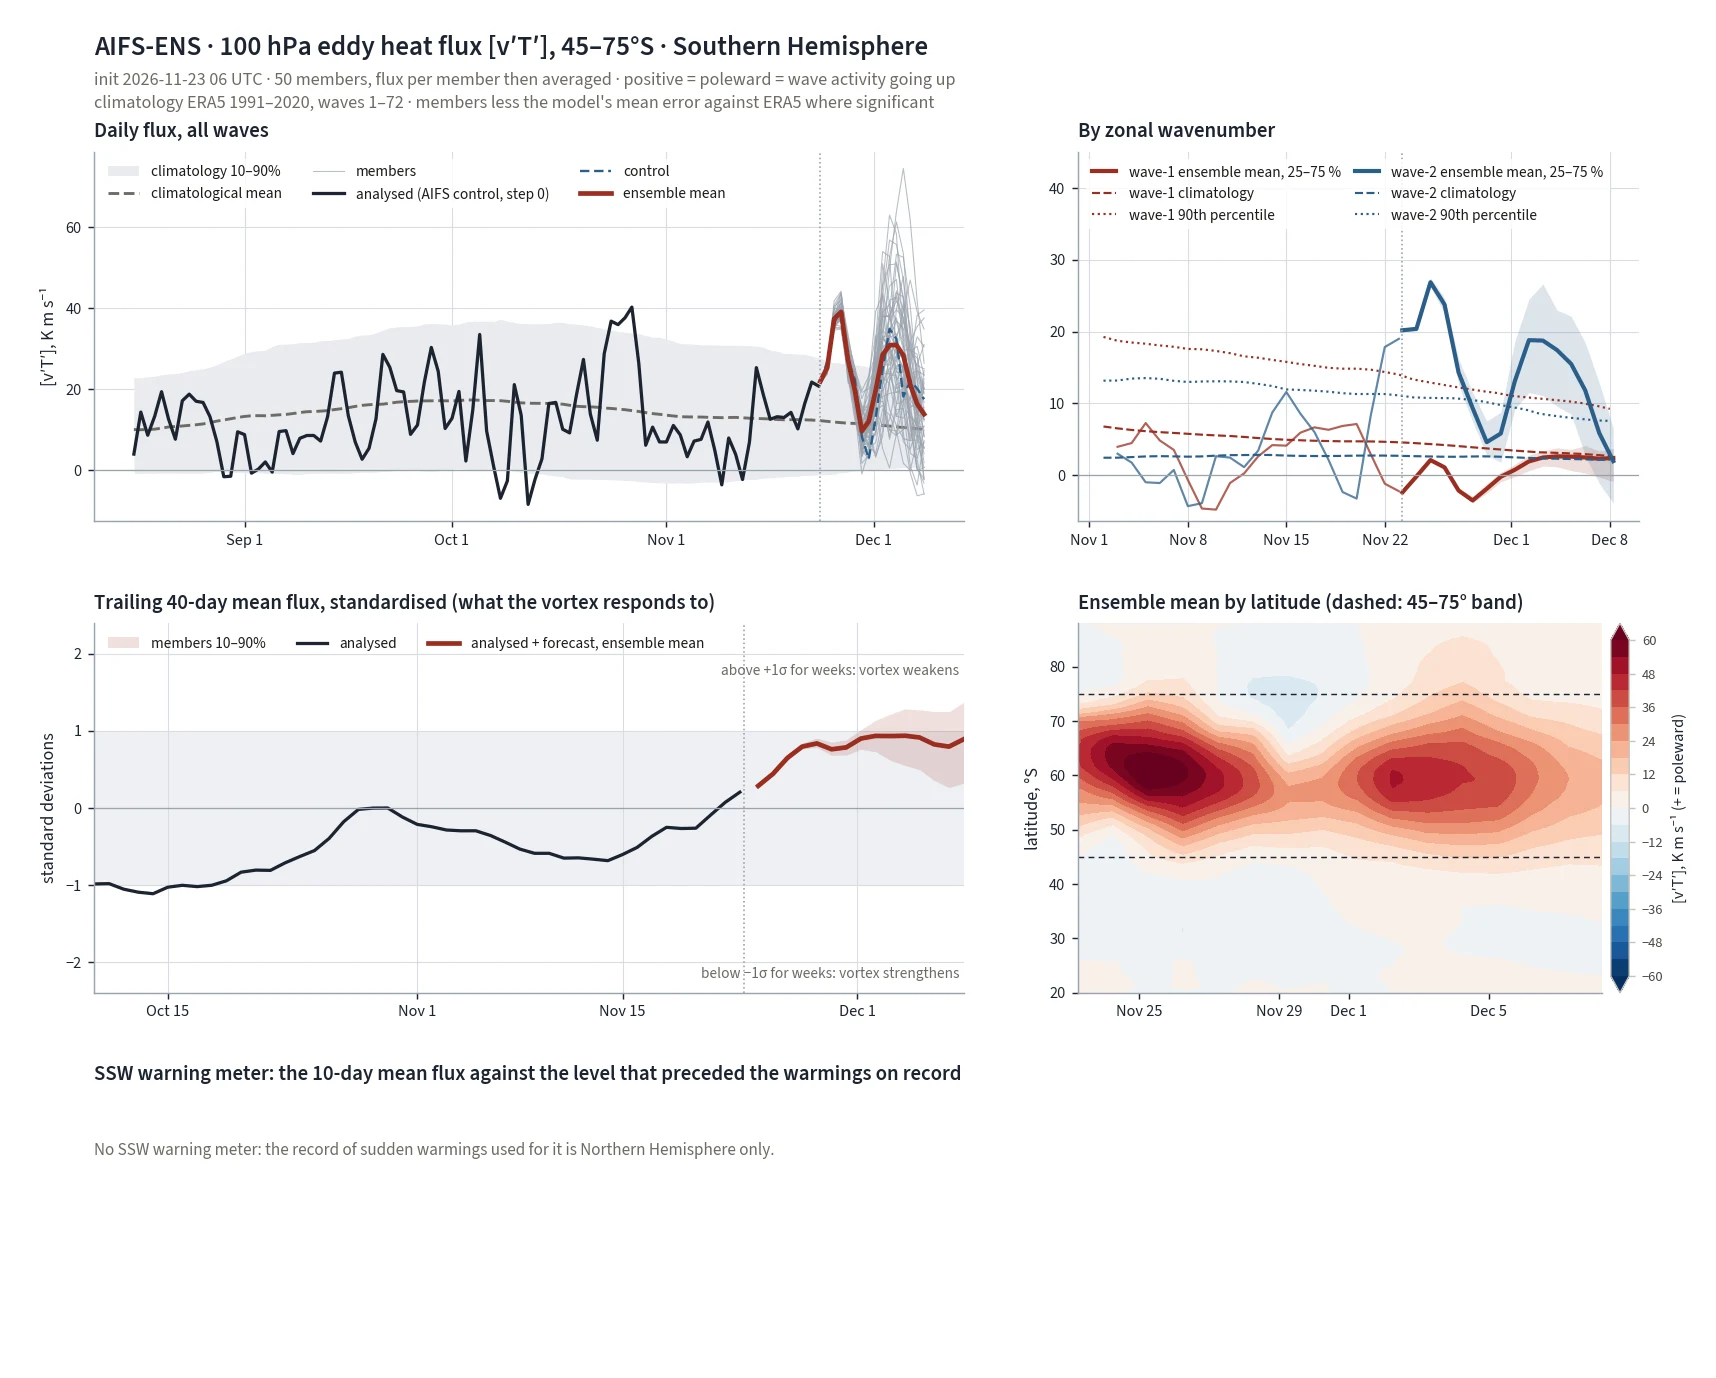 AIFS-ENS · 100 hPa eddy heat flux [v′T′], 45–75°S · Southern Hemisphere
init 2026-11-23 06 UTC · 50 members, flux per member then averaged · positive = poleward = wave activity going up
climatology ERA5 1991–2020, waves 1–72 · members less the model's mean error against ERA5 where significant
Daily flux, all waves
climatology 10–90%
members
control
climatological mean
analysed (AIFS control, step 0)
ensemble mean
[v′T′], K m s⁻¹
60
40
20
0
Sep 1
Oct 1
Nov 1
Dec 1
By zonal wavenumber
wave-1 ensemble mean, 25–75 %
wave-2 ensemble mean, 25–75 %
wave-1 climatology
wave-2 climatology
wave-1 90th percentile
wave-2 90th percentile
40
30
20
10
0
Nov 1
Nov 8
Nov 15
Nov 22
Dec 1
Dec 8
Trailing 40-day mean flux, standardised (what the vortex responds to)
members 10–90%
analysed
analysed + forecast, ensemble mean
above +1σ for weeks: vortex weakens
below −1σ for weeks: vortex strengthens
standard deviations
2
1
0
−1
−2
Oct 15
Nov 1
Nov 15
Dec 1
Ensemble mean by latitude (dashed: 45–75° band)
latitude, °S
80
70
60
50
40
30
20
Nov 25
Nov 29
Dec 1
Dec 5
60
48
36
24
12
0
−12
−24
−36
−48
−60
[v′T′], K m s⁻¹ (+ = poleward)
SSW warning meter: the 10-day mean flux against the level that preceded the warmings on record
No SSW warning meter: the record of sudden warmings used for it is Northern Hemisphere only.